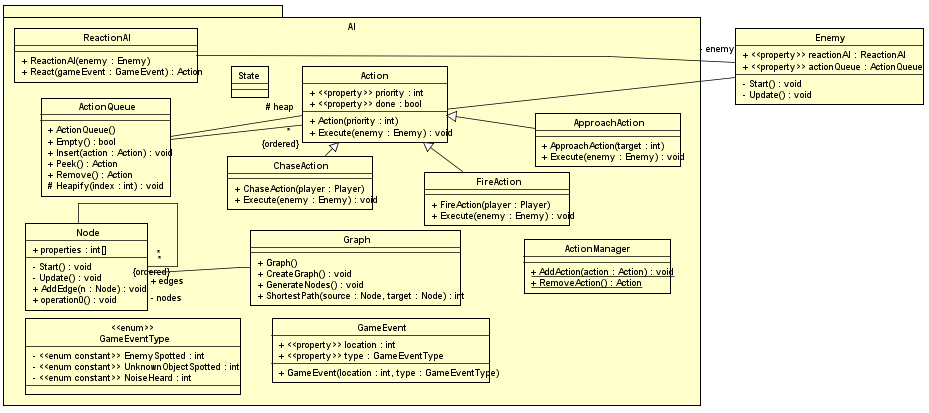 AI
ReactionAI
+ ReactionAI(enemy : Enemy)
+ React(gameEvent : GameEvent) : Action
- enemy
Enemy
+ <<property>> reactionAI : ReactionAI
+ <<property>> actionQueue : ActionQueue
- Start() : void
- Update() : void
State
Action
+ <<property>> priority : int
+ <<property>> done : bool
+ Action(priority : int)
+ Execute(enemy : Enemy) : void
# heap
*
{ordered}
ActionQueue
+ ActionQueue()
+ Empty() : bool
+ Insert(action : Action) : void
+ Peek() : Action
+ Remove() : Action
# Heapify(index : int) : void
ApproachAction
+ ApproachAction(target : int)
+ Execute(enemy : Enemy) : void
ChaseAction
+ ChaseAction(player : Player)
+ Execute(enemy : Enemy) : void
FireAction
+ FireAction(player : Player)
+ Execute(enemy : Enemy) : void
Node
+ properties : int[]
- Start() : void
- Update() : void
+ AddEdge(n : Node) : void
+ operation0() : void
*
*
{ordered}
+ edges
- nodes
Graph
+ Graph()
+ CreateGraph() : void
+ GenerateNodes() : void
+ ShortestPath(source : Node, target : Node) : int
ActionManager
+ AddAction(action : Action) : void
+ RemoveAction() : Action
<<enum>>
GameEventType
- <<enum constant>> EnemySpotted : int
- <<enum constant>> UnknownObjectSpotted : int
- <<enum constant>> NoiseHeard : int
GameEvent
+ <<property>> location : int
+ <<property>> type : GameEventType
+ GameEvent(location : int, type : GameEventType)